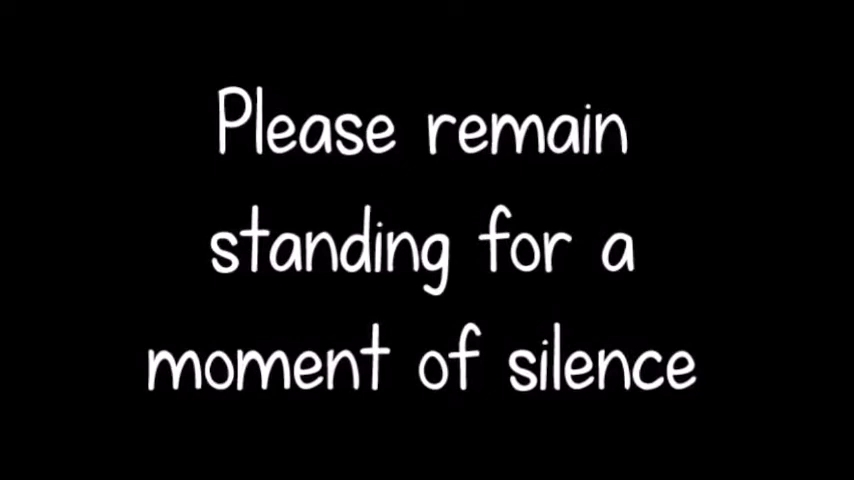 Please remain
standing for a
moment of silence